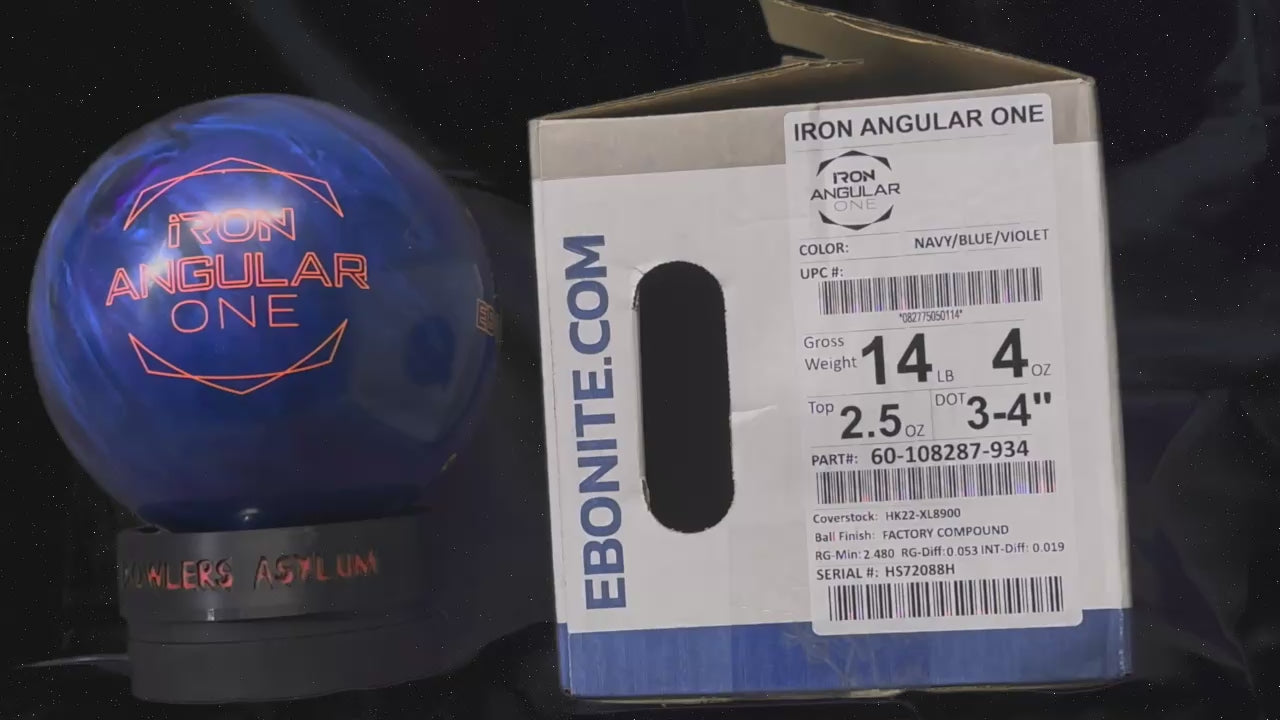 IRON
ANGULAR
ONE
WLERS ASYLUM
EBONITE.COM
IRON ANGULAR ONE
IRON
ANGULAR
ONE
COLOR: NAVY/BLUE/VIOLET
UPC #:
*082775050114*
Gross Weight 14 LB 4 OZ
Top 2.5 OZ DOT 3-4"
PART#: 60-108287-934
Coverstock: HK22-XL8900
Ball Finish: FACTORY COMPOUND
RG-Min: 2.480 RG-Diff: 0.053 INT-Diff: 0.019
SERIAL #: HS72088H